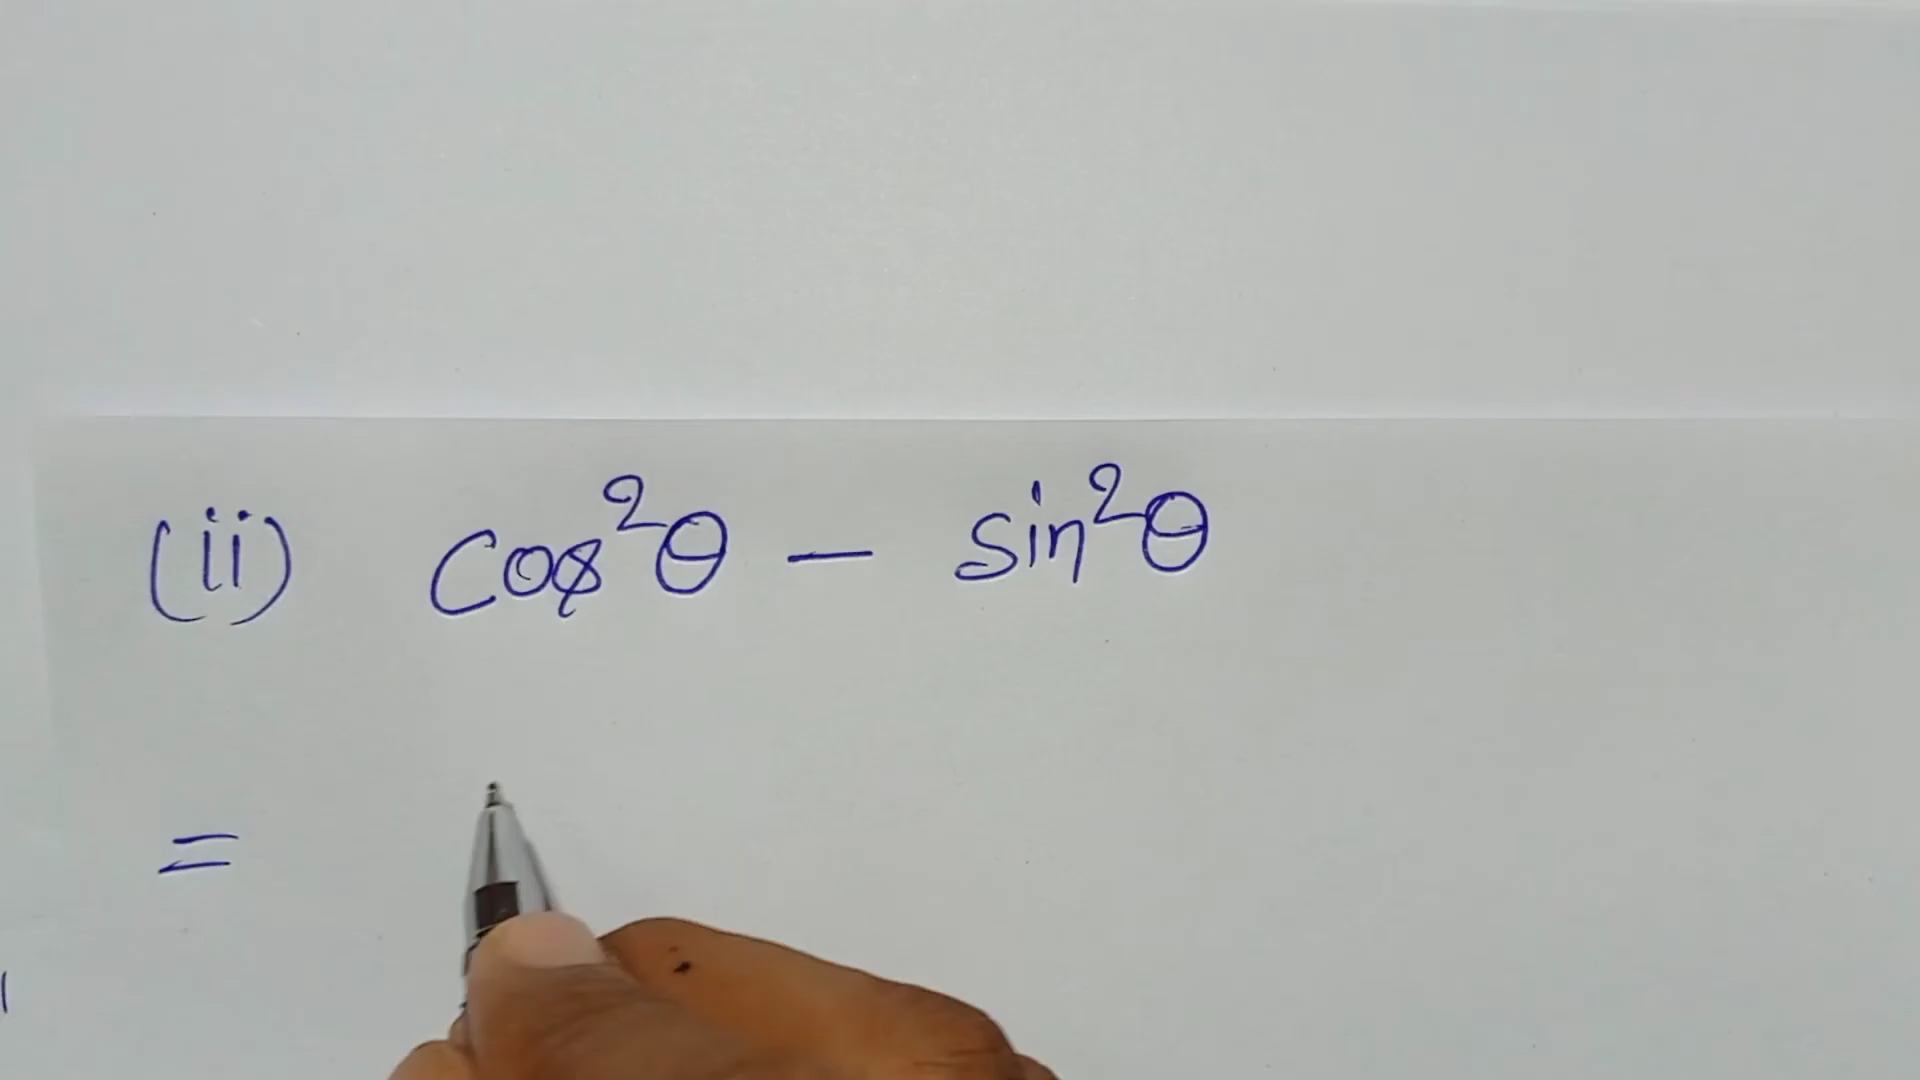 (ii) cos²θ - sin²θ
=